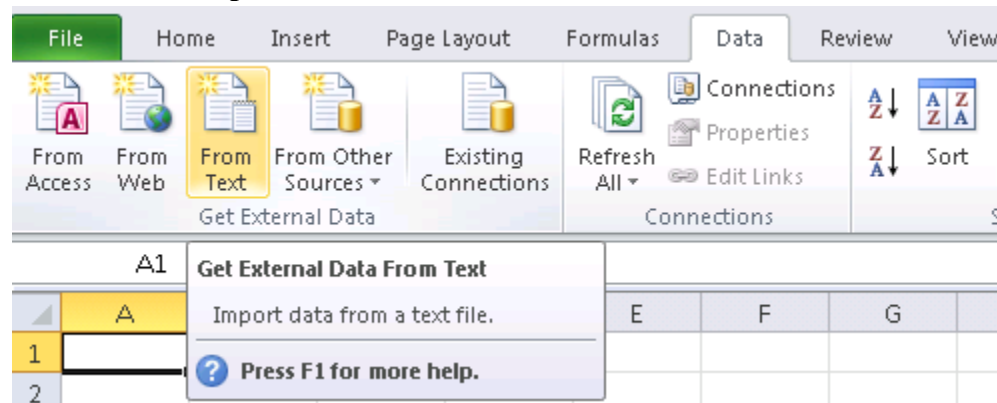 File Home Insert Page Layout Formulas Data Review View
From Access
From Web
From Text
From Other Sources
Existing Connections
Get External Data
Refresh All
Connections
Properties
Edit Links
Connections
A Z
Z A
A Z Z A
Sort
A1
Get External Data From Text
Import data from a text file.
? Press F1 for more help.
A E F G
1
2